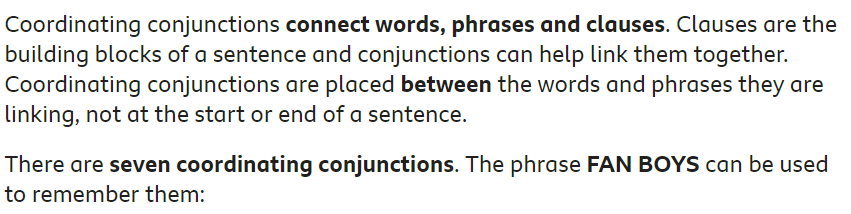 Coordinating conjunctions connect words, phrases and clauses. Clauses are the
building blocks of a sentence and conjunctions can help link them together.
Coordinating conjunctions are placed between the words and phrases they are
linking, not at the start or end of a sentence.
There are seven coordinating conjunctions. The phrase FAN BOYS can be used
to remember them: